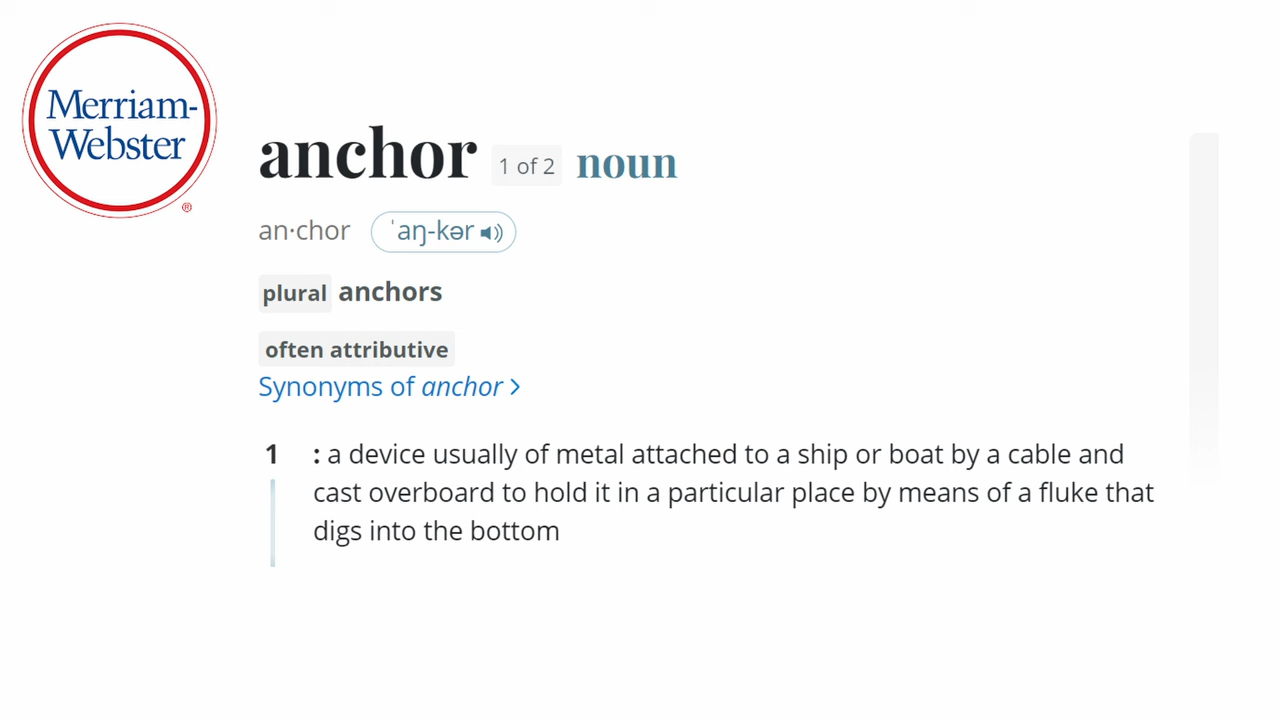 Merriam-
Webster
®
anchor 1 of 2 noun
an·chor ˈaŋ-kər
plural anchors
often attributive
Synonyms of anchor
1 : a device usually of metal attached to a ship or boat by a cable and
cast overboard to hold it in a particular place by means of a fluke that
digs into the bottom